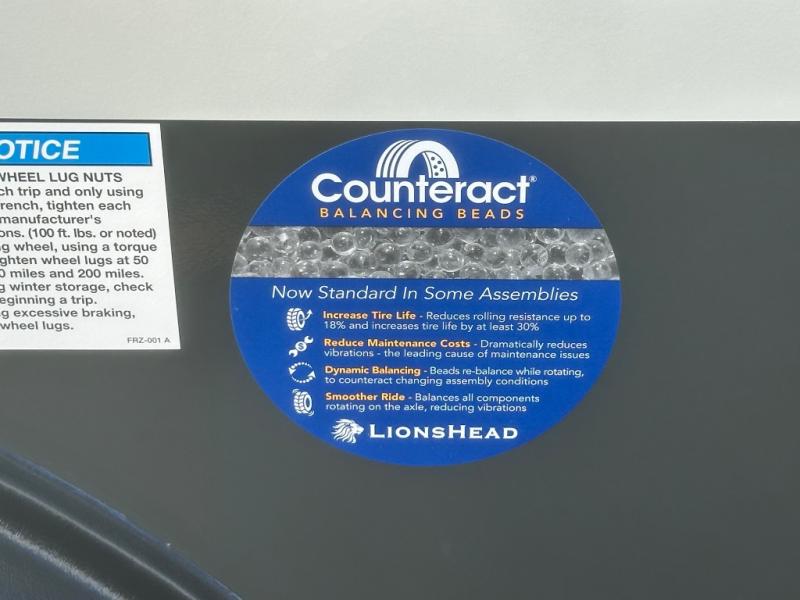 OTICE
WHEEL LUG NUTS
ch trip and only using
rench, tighten each
manufacturer's
ons. (100 ft. lbs. or noted)
g wheel, using a torque
ghten wheel lugs at 50
0 miles and 200 miles.
g winter storage, check
eginning a trip.
g excessive braking,
wheel lugs.
FRZ-001 A
Counteract®
BALANCING BEADS
Now Standard In Some Assemblies
Increase Tire Life - Reduces rolling resistance up to
18% and increases tire life by at least 30%
Reduce Maintenance Costs - Dramatically reduces
vibrations - the leading cause of maintenance issues
Dynamic Balancing - Beads re-balance while rotating,
to counteract changing assembly conditions
Smoother Ride - Balances all components
rotating on the axle, reducing vibrations
LIONSHEAD